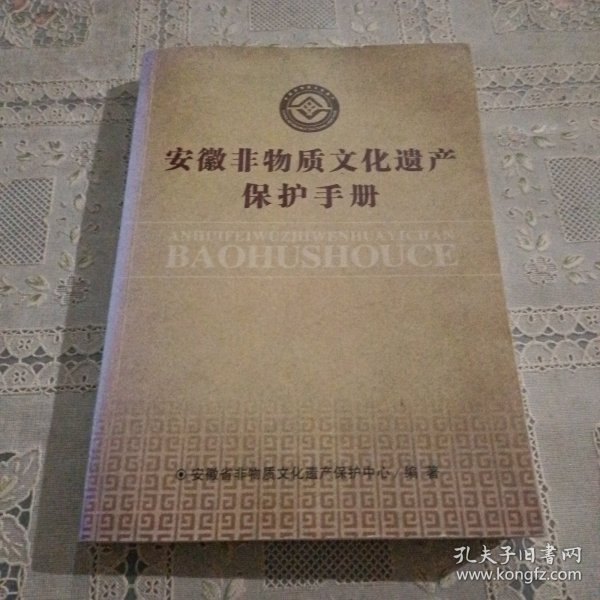 安徽非物质文化遗产
保护手册
ANHUIFEIWUZHIWENHUAYICHAN
BAOHUSHOUCE
安徽省非物质文化遗产保护中心/编 著
孔夫子旧书网
www.kongfz.com